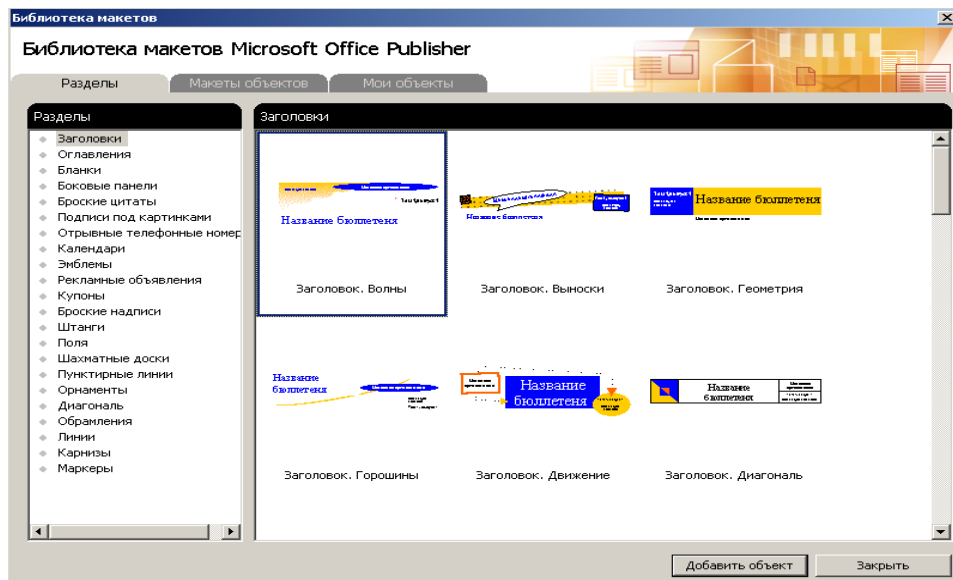 Библиотека макетов
Библиотека макетов Microsoft Office Publisher
Разделы
Макеты объектов
Мои объекты
Разделы
Заголовки
Оглавления
Бланки
Боковые панели
Броские цитаты
Подписи под картинками
Отрывные телефонные номер
Календари
Эмблемы
Рекламные объявления
Купоны
Броские надписи
Штанги
Поля
Шахматные доски
Пунктирные линии
Орнаменты
Диагональ
Обрамления
Линии
Карнизы
Маркеры
Заголовки
Название бюллетеня
Заголовок. Волны
Название бюллетеня
Заголовок. Выноски
Название бюллетеня
Заголовок. Геометрия
Название
бюллетеня
Заголовок. Горошины
Название
бюллетеня
Заголовок. Движение
Название
бюллетеня
Заголовок. Диагональ
Добавить объект
Закрыть